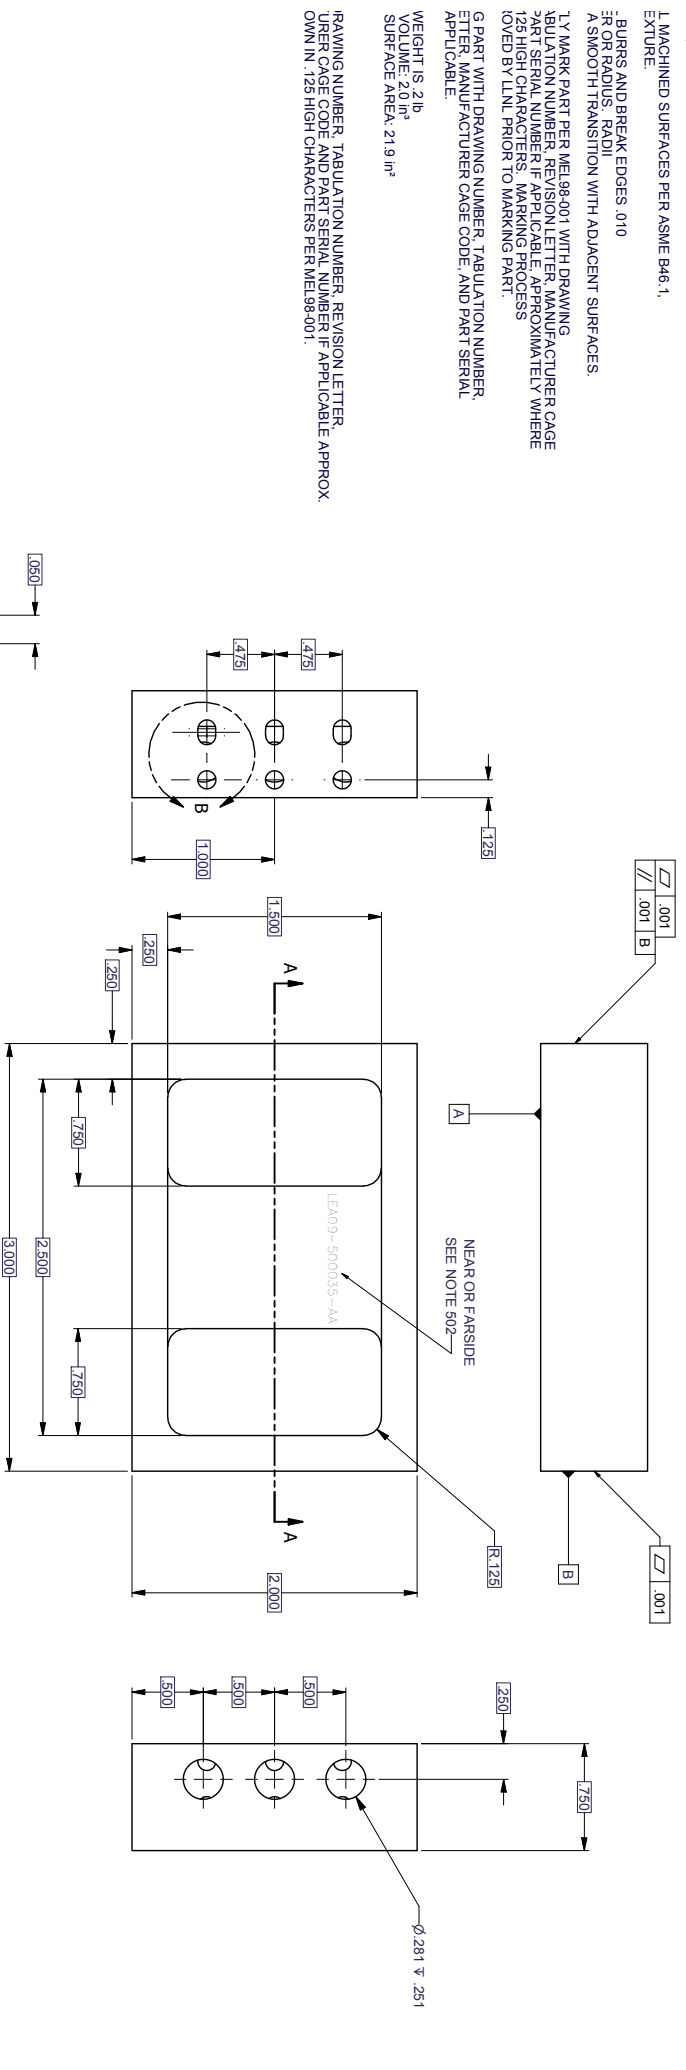 L MACHINED SURFACES PER ASME B46.1,
EXTURE.
BURRS AND BREAK EDGES .010
ER OR RADIUS. RADII
A SMOOTH TRANSITION WITH ADJACENT SURFACES.
LY MARK PART PER MEL98-001 WITH DRAWING
ABULATION NUMBER, REVISION LETTER, MANUFACTURER CAGE
PART SERIAL NUMBER IF APPLICABLE, APPROXIMATELY WHERE
125 HIGH CHARACTERS. MARKING PROCESS
ROVED BY LLNL PRIOR TO MARKING PART.
G PART WITH DRAWING NUMBER, TABULATION NUMBER,
ETTER, MANUFACTURER CAGE CODE, AND PART SERIAL
APPLICABLE.
WEIGHT IS .2 lb
VOLUME: 2.0 in³
SURFACE AREA: 21.9 in²
RAWING NUMBER, TABULATION NUMBER, REVISION LETTER,
URER CAGE CODE, AND PART SERIAL NUMBER IF APPLICABLE APPROX.
OWN IN .125 HIGH CHARACTERS PER MEL98-001.
.050
.475
.475
B
.125
1.000
⏥ .001
// .001 B
A
B
⏥ .001
NEAR OR FARSIDE
SEE NOTE 502
1.500
A
A
.250
.250
LEA09-500035-AA
R.125
.750
.750
2.500
3.000
2.000
.250
.750
.500
.500
.500
Ø.281 ↧ .251